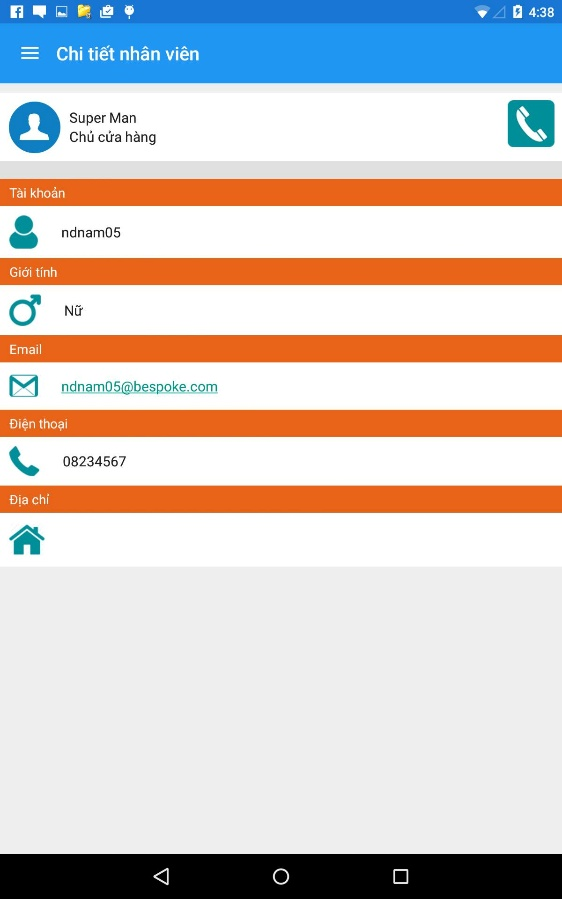 4:38
Chi tiết nhân viên
Super Man
Chủ cửa hàng
Tài khoản
ndnam05
Giới tính
Nữ
Email
ndnam05@bespoke.com
Điện thoại
08234567
Địa chỉ